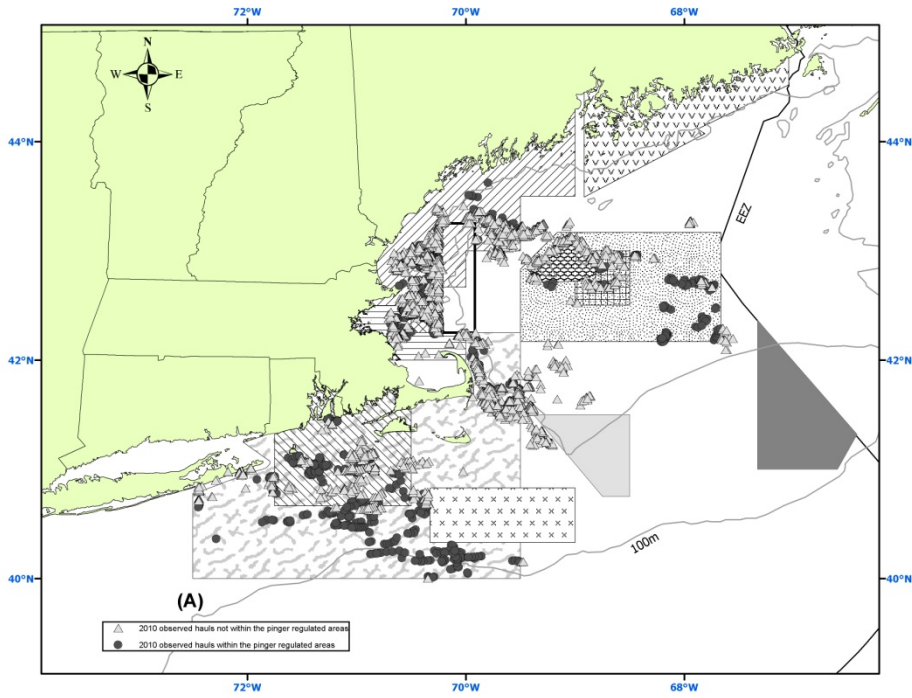 72°W 70°W 68°W
N
W E
S
44°N 44°N
EEZ
42°N 42°N
100m
40°N 40°N
(A)
2010 observed hauls not within the pinger regulated areas
2010 observed hauls within the pinger regulated areas
72°W 70°W 68°W